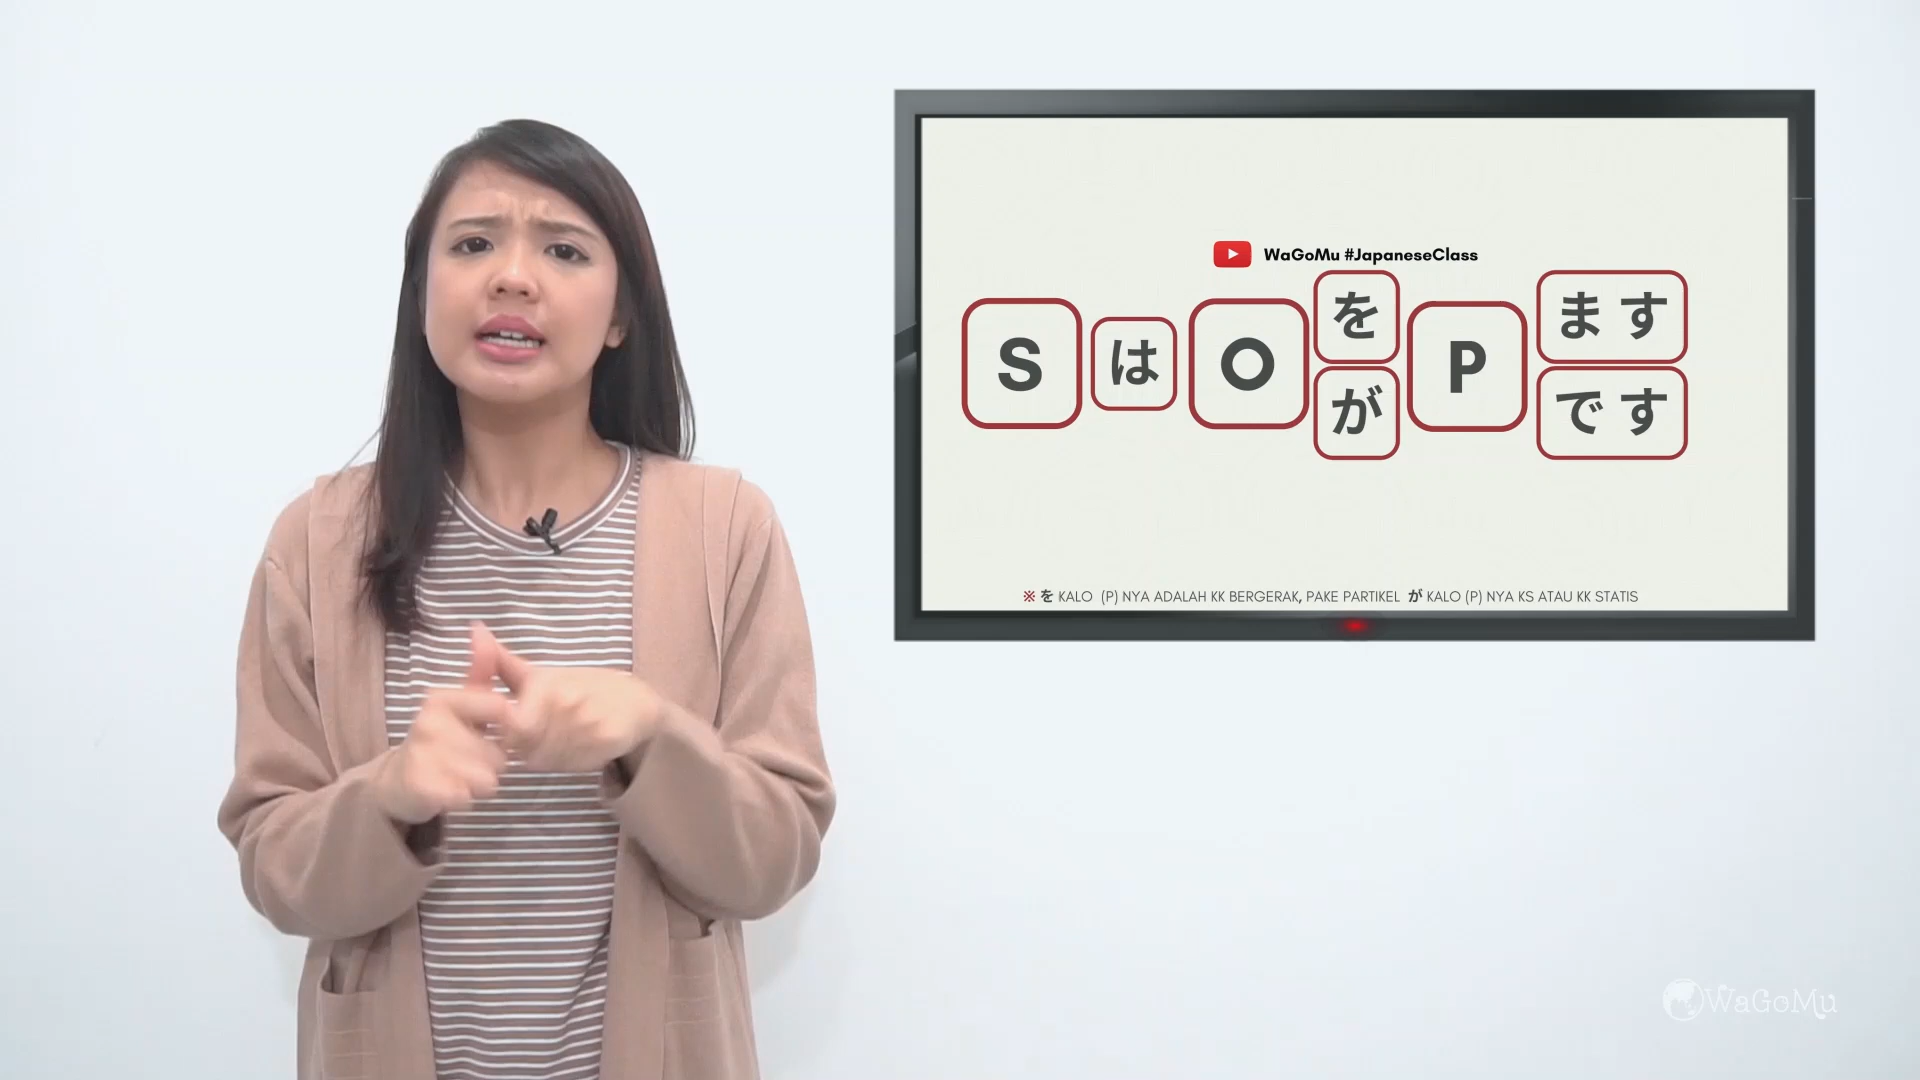 WaGoMu #JapaneseClass
S は O を が P ます です
※ を KALO (P) NYA ADALAH KK BERGERAK, PAKE PARTIKEL が KALO (P) NYA KS ATAU KK STATIS
WaGoMu